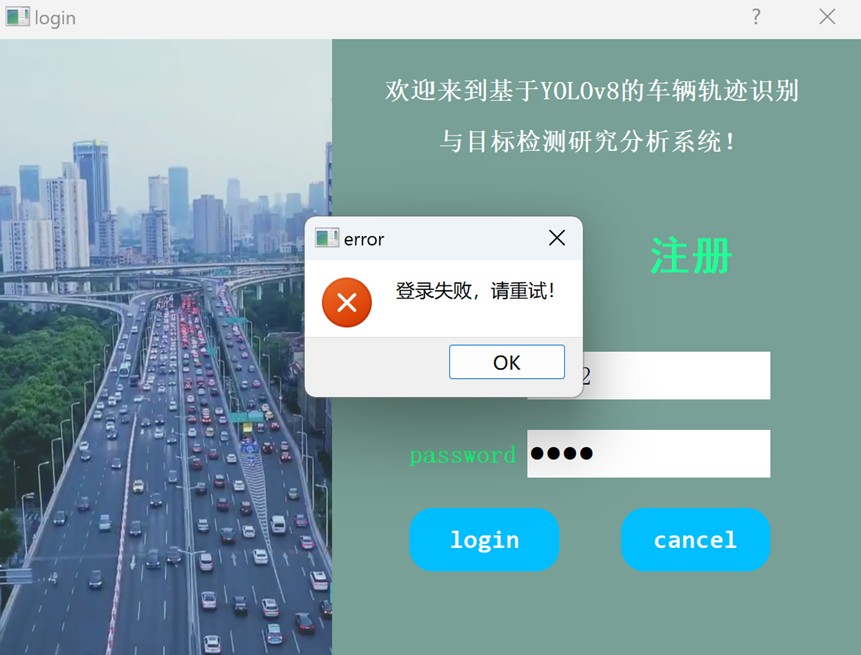 login
欢迎来到基于YOLOv8的车辆轨迹识别
与目标检测研究分析系统！
error
注册
登录失败，请重试！
OK
2
password
login
cancel